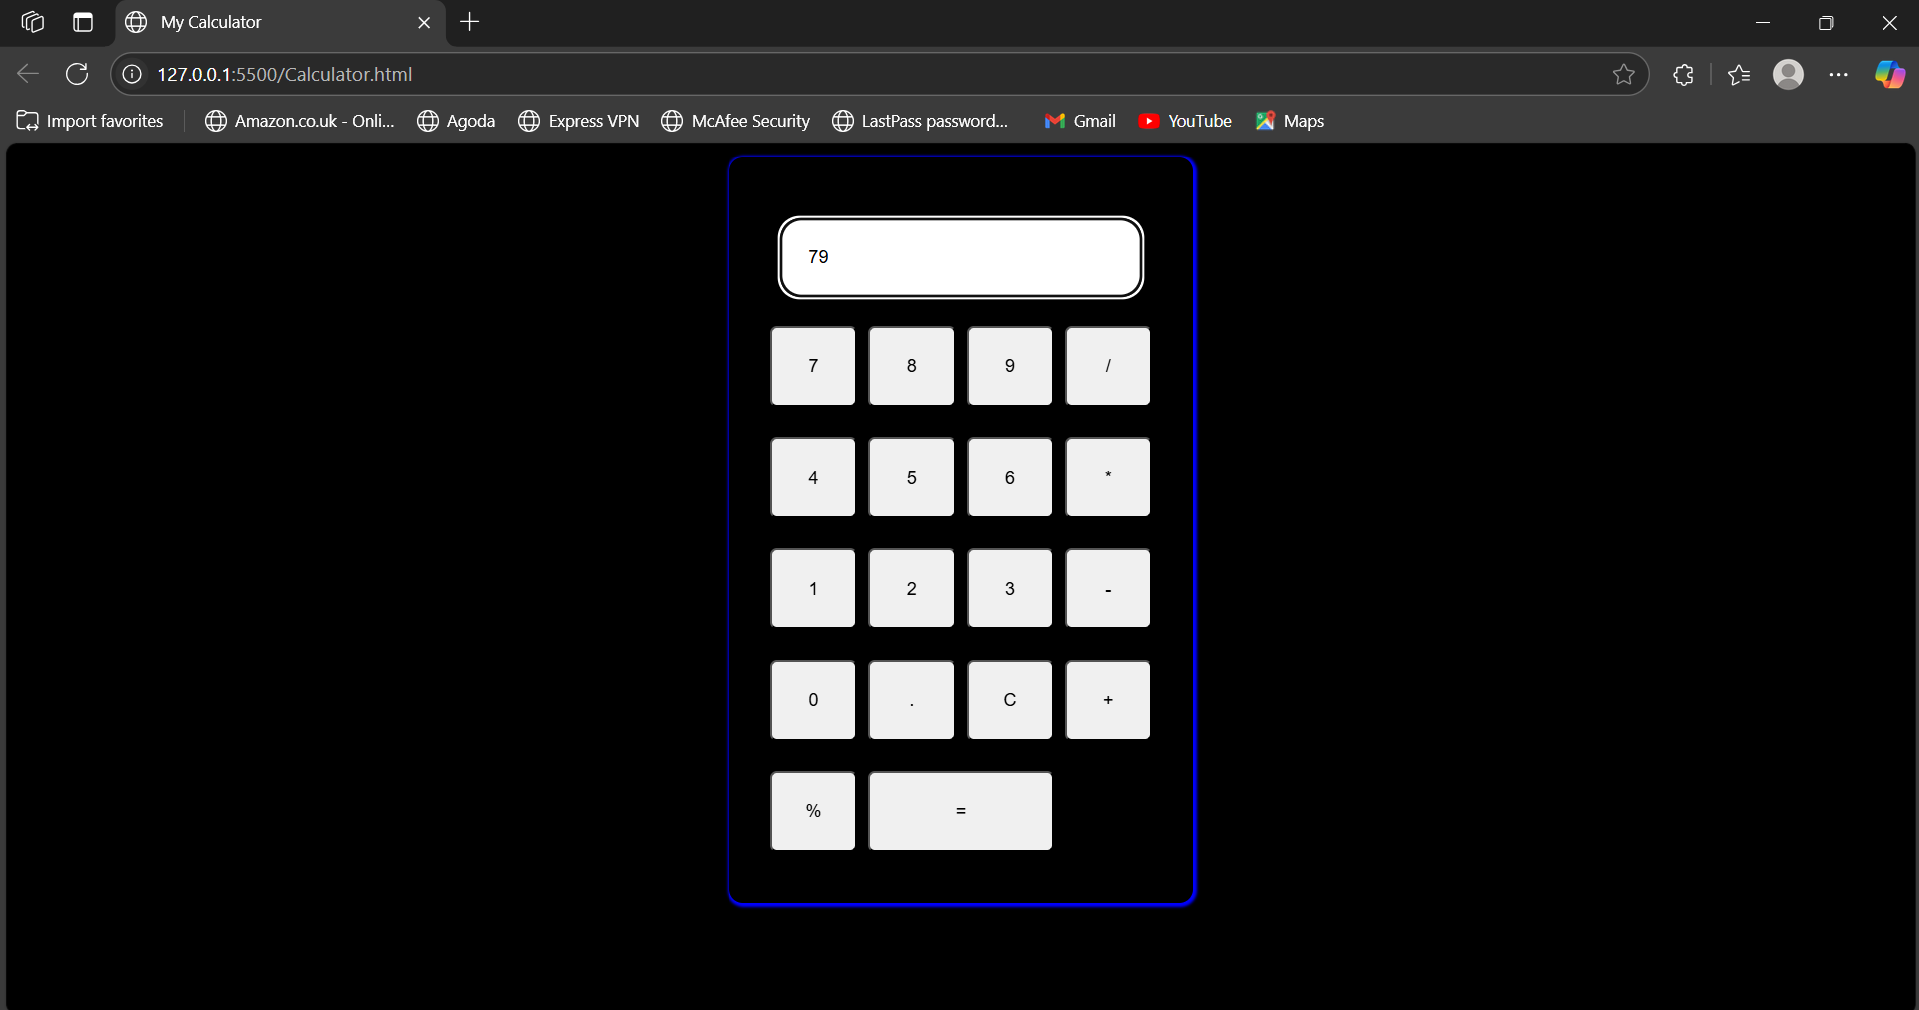 My Calculator
127.0.0.1:5500/Calculator.html
Import favorites Amazon.co.uk - Onli... Agoda Express VPN McAfee Security LastPass password... Gmail YouTube Maps
79
7 8 9 /
4 5 6 *
1 2 3 -
0 . C +
% =